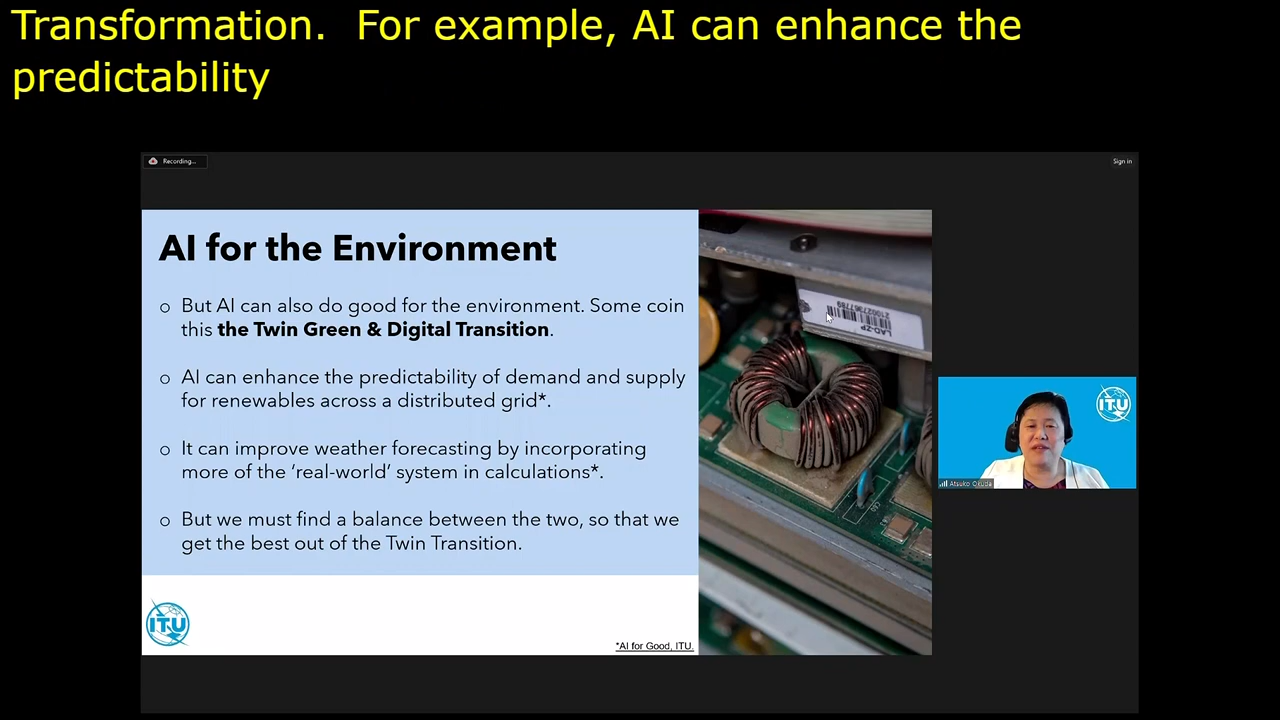 Transformation.  For example, AI can enhance the
predictability
Recording...
Sign in
AI for the Environment
o But AI can also do good for the environment. Some coin
this the Twin Green & Digital Transition.
o AI can enhance the predictability of demand and supply
for renewables across a distributed grid*.
o It can improve weather forecasting by incorporating
more of the ‘real-world’ system in calculations*.
o But we must find a balance between the two, so that we
get the best out of the Twin Transition.
ITU
*AI for Good, ITU.
LAD-ZP
ITU
Atsuko Okuda